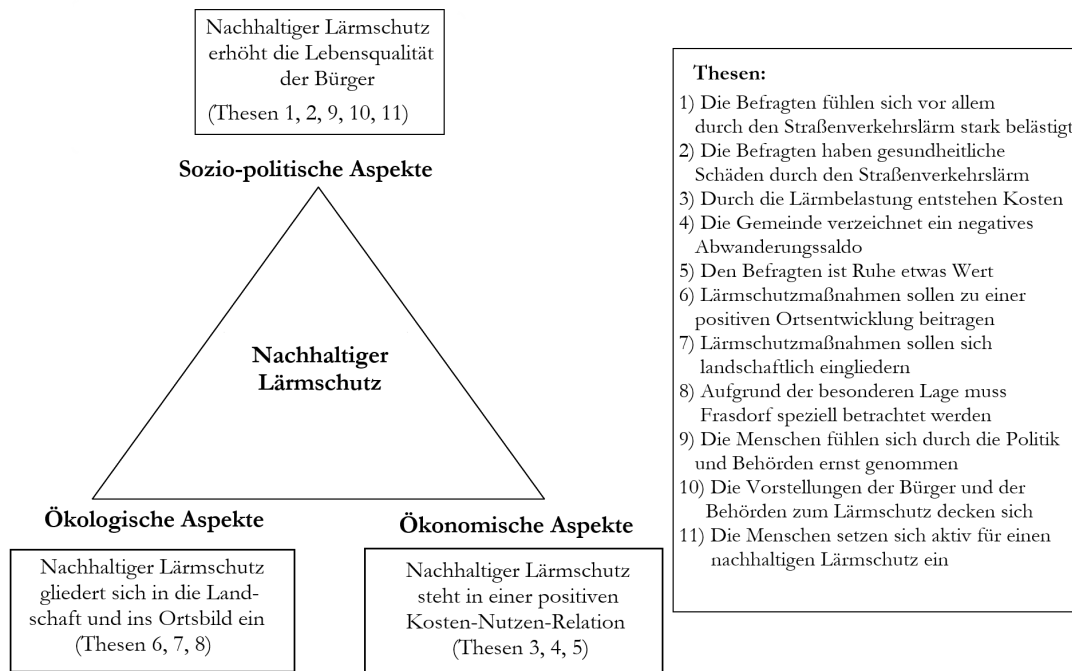 Nachhaltiger Lärmschutz
erhöht die Lebensqualität
der Bürger
(Thesen 1, 2, 9, 10, 11)
Sozio-politische Aspekte
Nachhaltiger
Lärmschutz
Ökologische Aspekte
Nachhaltiger Lärmschutz
gliedert sich in die Land-
schaft und ins Ortsbild ein
(Thesen 6, 7, 8)
Ökonomische Aspekte
Nachhaltiger Lärmschutz
steht in einer positiven
Kosten-Nutzen-Relation
(Thesen 3, 4, 5)
Thesen:
1) Die Befragten fühlen sich vor allem
durch den Straßenverkehrslärm stark belästigt
2) Die Befragten haben gesundheitliche
Schäden durch den Straßenverkehrslärm
3) Durch die Lärmbelastung entstehen Kosten
4) Die Gemeinde verzeichnet ein negatives
Abwanderungssaldo
5) Den Befragten ist Ruhe etwas Wert
6) Lärmschutzmaßnahmen sollen zu einer
positiven Ortsentwicklung beitragen
7) Lärmschutzmaßnahmen sollen sich
landschaftlich eingliedern
8) Aufgrund der besonderen Lage muss
Frasdorf speziell betrachtet werden
9) Die Menschen fühlen sich durch die Politik
und Behörden ernst genommen
10) Die Vorstellungen der Bürger und der
Behörden zum Lärmschutz decken sich
11) Die Menschen setzen sich aktiv für einen
nachhaltigen Lärmschutz ein